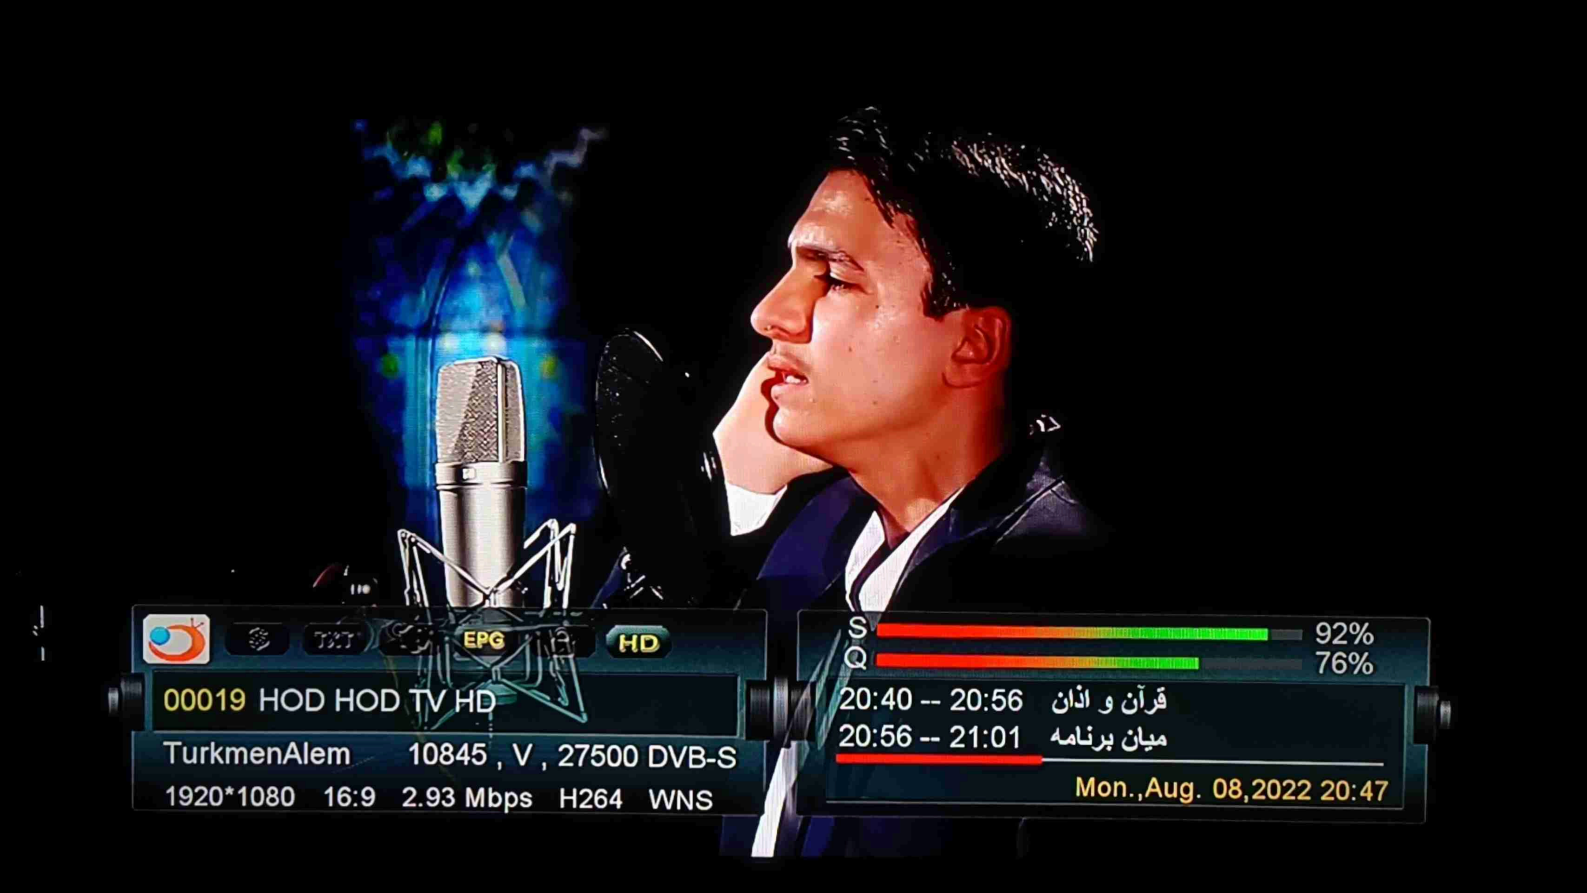 TXT EPG HD
00019 HOD HOD TV HD
TurkmenAlem 10845 , V , 27500 DVB-S
1920*1080 16:9 2.93 Mbps H264 WNS
S 92%
Q 76%
20:40 -- 20:56 قرآن و اذان
20:56 -- 21:01 میان برنامه
Mon.,Aug. 08,2022 20:47